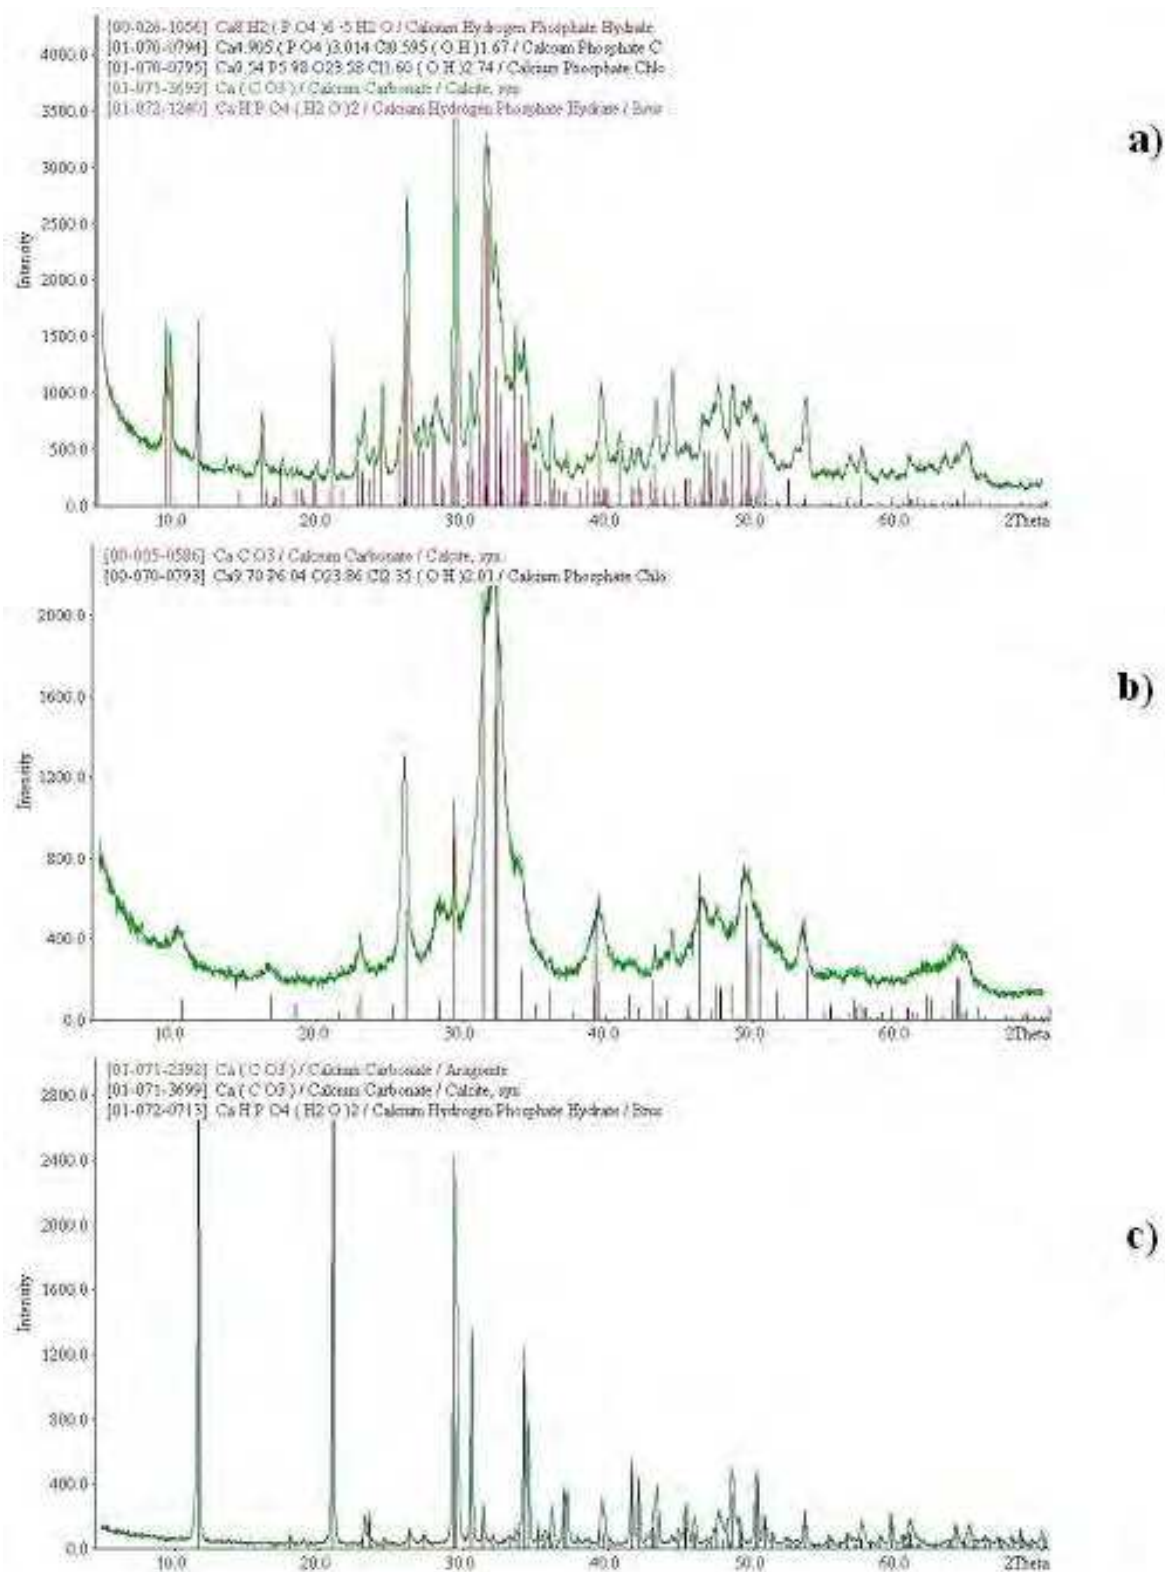 [00-026-1056] Ca8 H2 ( P O4 )6 ·5 H2 O / Calcium Hydrogen Phosphate Hydrate
[01-070-0794] Ca4.905 ( P O4 )3.014 Cl0.595 ( O H )1.67 / Calcium Phosphate C
[01-070-0795] Ca9.54 P5.98 O23.58 Cl1.60 ( O H )2.74 / Calcium Phosphate Chlo
[01-071-3699] Ca ( C O3 ) / Calcium Carbonate / Calcite, syn
[01-072-1240] Ca H P O4 ( H2 O )2 / Calcium Hydrogen Phosphate Hydrate / Brus
a)
4000.0
3500.0
3000.0
2500.0
2000.0
1500.0
1000.0
500.0
0.0
Intensity
10.0 20.0 30.0 40.0 50.0 60.0 2Theta
[00-005-0586] Ca C O3 / Calcium Carbonate / Calcite, syn
[00-070-0793] Ca9.70 P6.04 O23.86 Cl2.35 ( O H )2.01 / Calcium Phosphate Chlo
b)
2000.0
1600.0
1200.0
800.0
400.0
0.0
Intensity
10.0 20.0 30.0 40.0 50.0 60.0 2Theta
[01-071-2392] Ca ( C O3 ) / Calcium Carbonate / Aragonite
[01-071-3699] Ca ( C O3 ) / Calcium Carbonate / Calcite, syn
[01-072-0713] Ca H P O4 ( H2 O )2 / Calcium Hydrogen Phosphate Hydrate / Brus
c)
2800.0
2400.0
2000.0
1600.0
1200.0
800.0
400.0
0.0
Intensity
10.0 20.0 30.0 40.0 50.0 60.0 2Theta